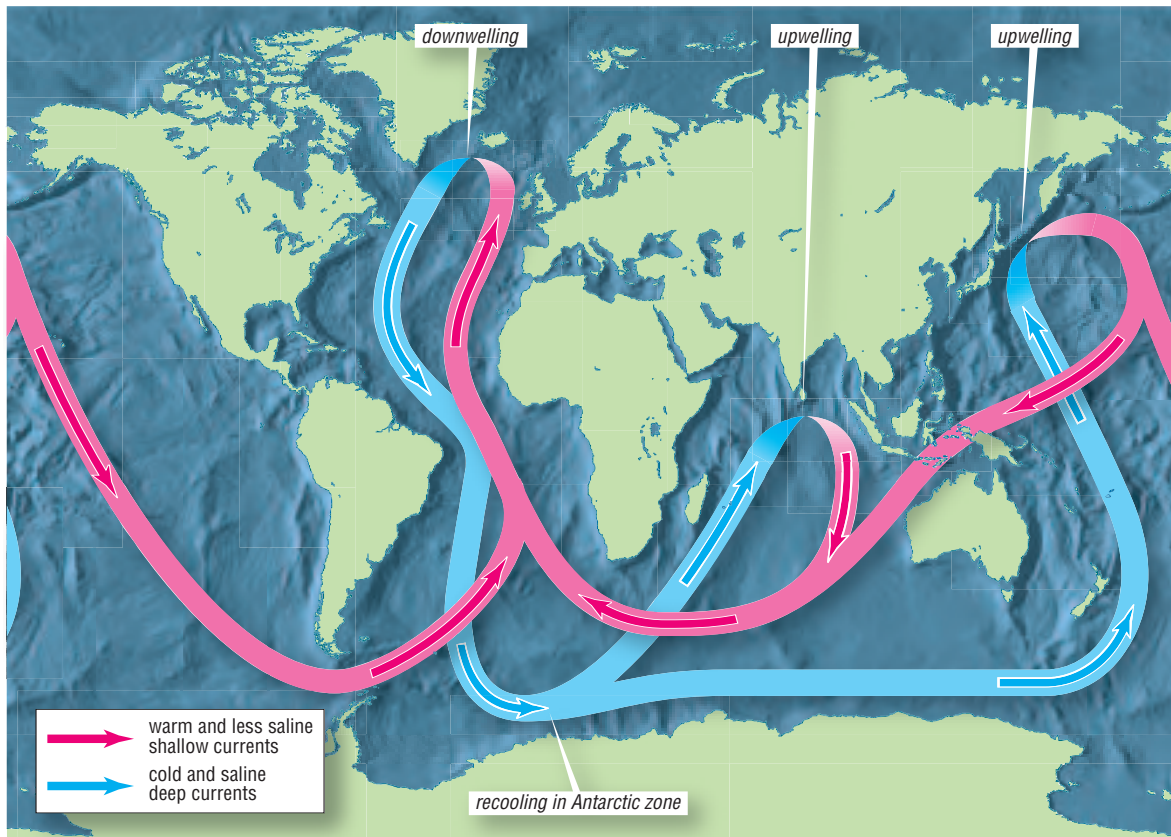 downwelling
upwelling
upwelling
warm and less saline
shallow currents
cold and saline
deep currents
recooling in Antarctic zone